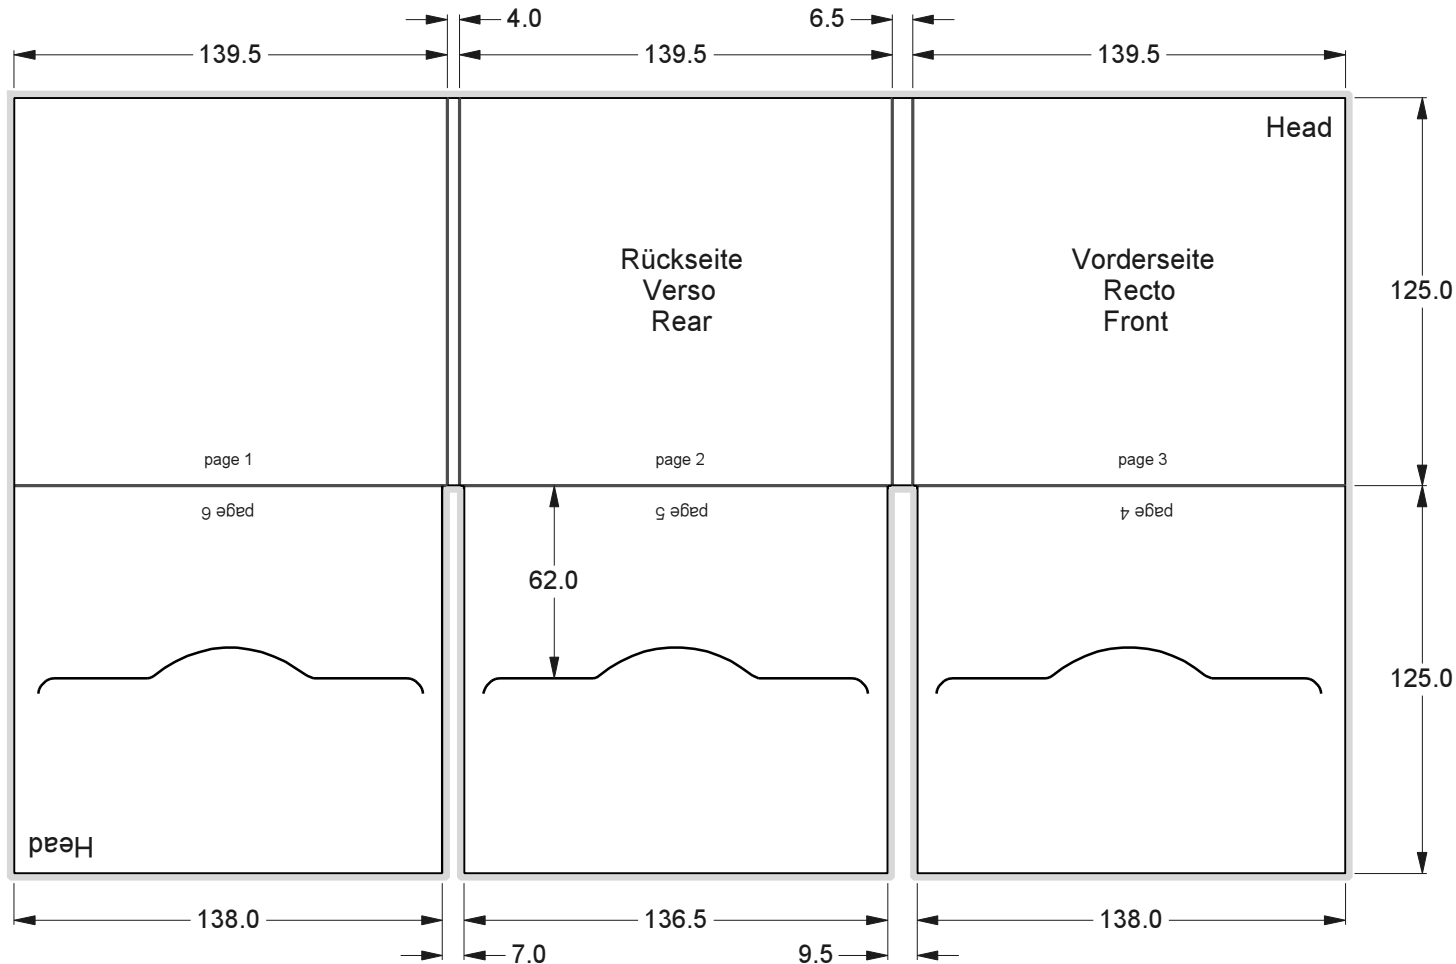 4.0
6.5
139.5
139.5
139.5
Head
Rückseite
Verso
Rear
Vorderseite
Recto
Front
125.0
page 1
page 2
page 3
page 6
page 5
page 4
62.0
125.0
Head
138.0
136.5
138.0
7.0
9.5